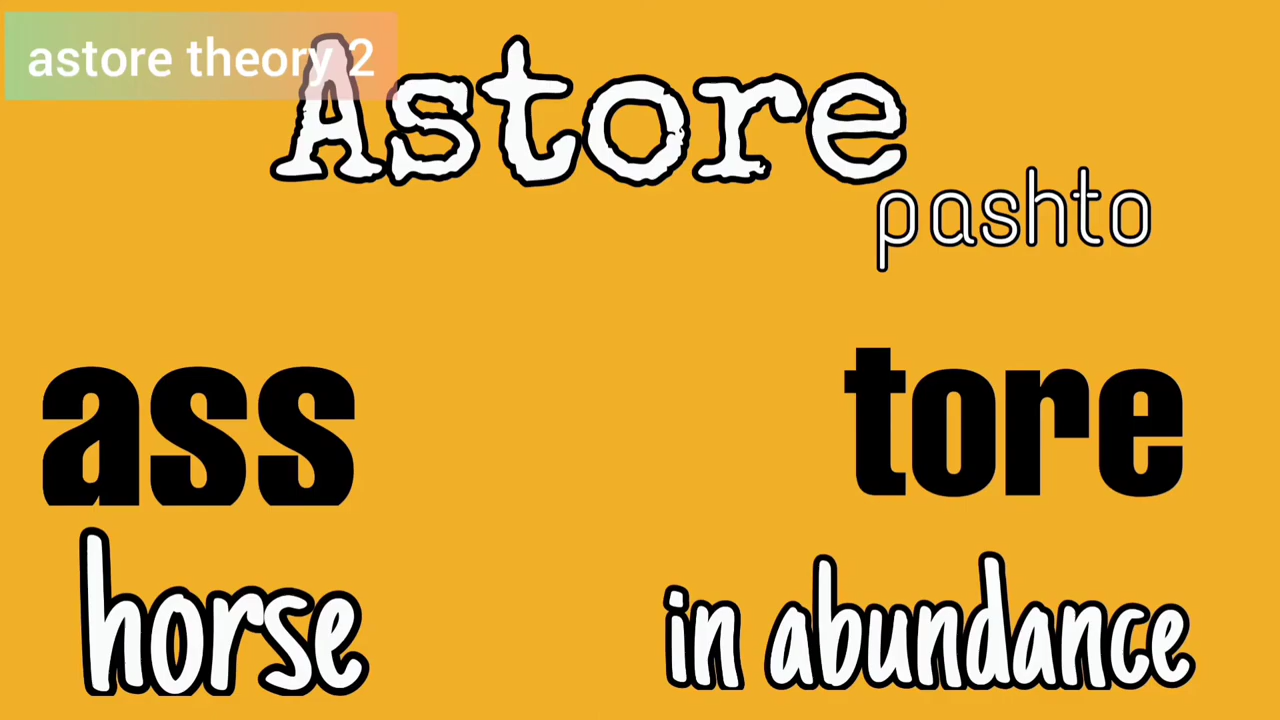 astore theory 2
Astore
pashto
ass tore
horse in abundance